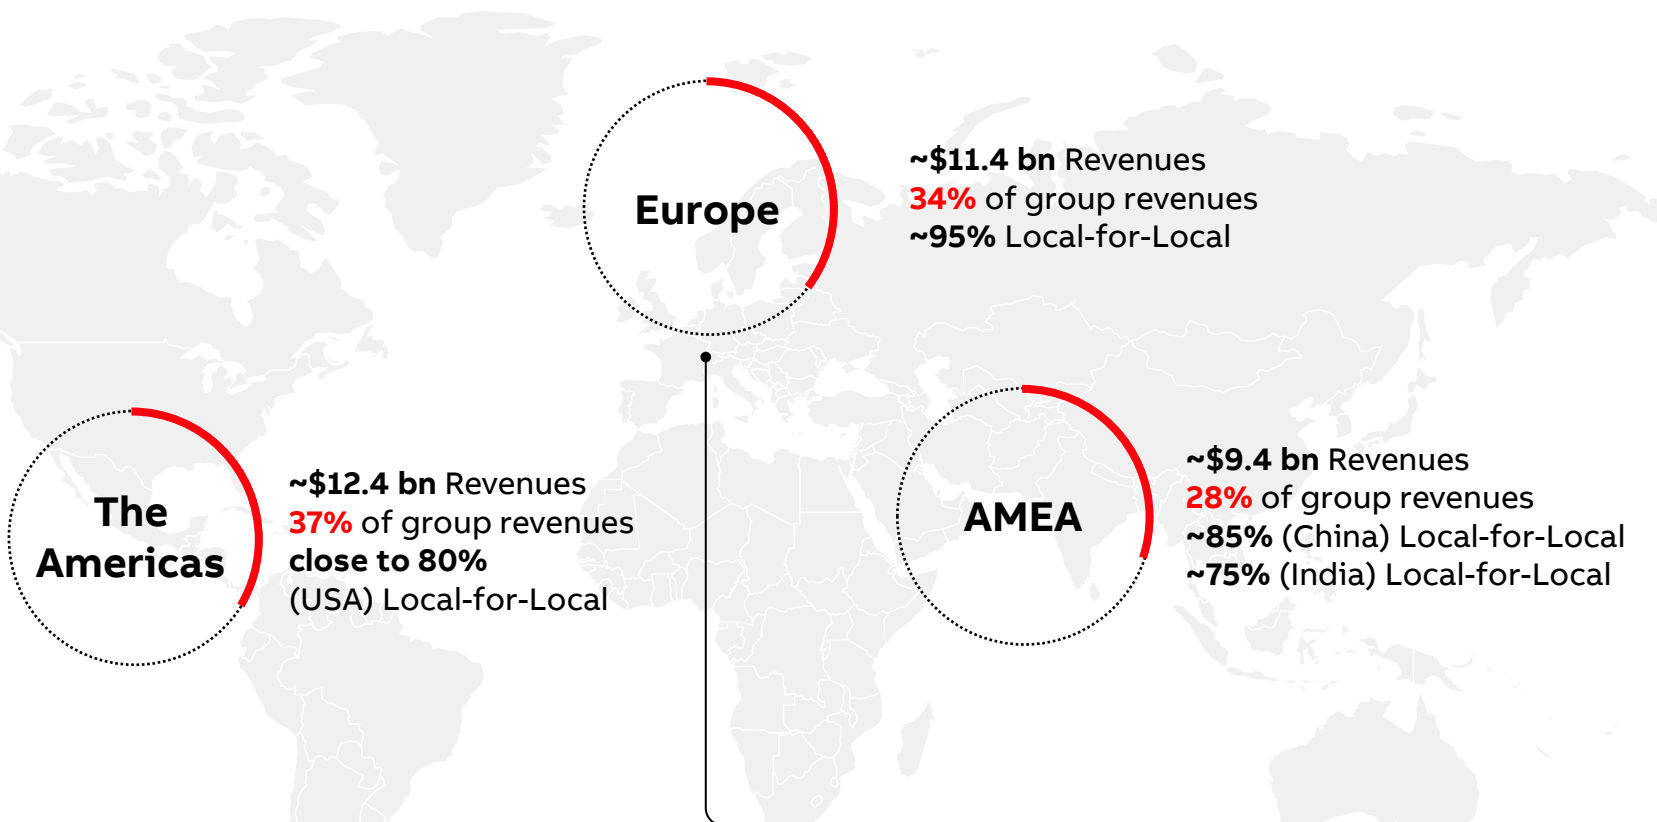 Europe
~$11.4 bn Revenues
34% of group revenues
~95% Local-for-Local
The
Americas
~$12.4 bn Revenues
37% of group revenues
close to 80%
(USA) Local-for-Local
AMEA
~$9.4 bn Revenues
28% of group revenues
~85% (China) Local-for-Local
~75% (India) Local-for-Local